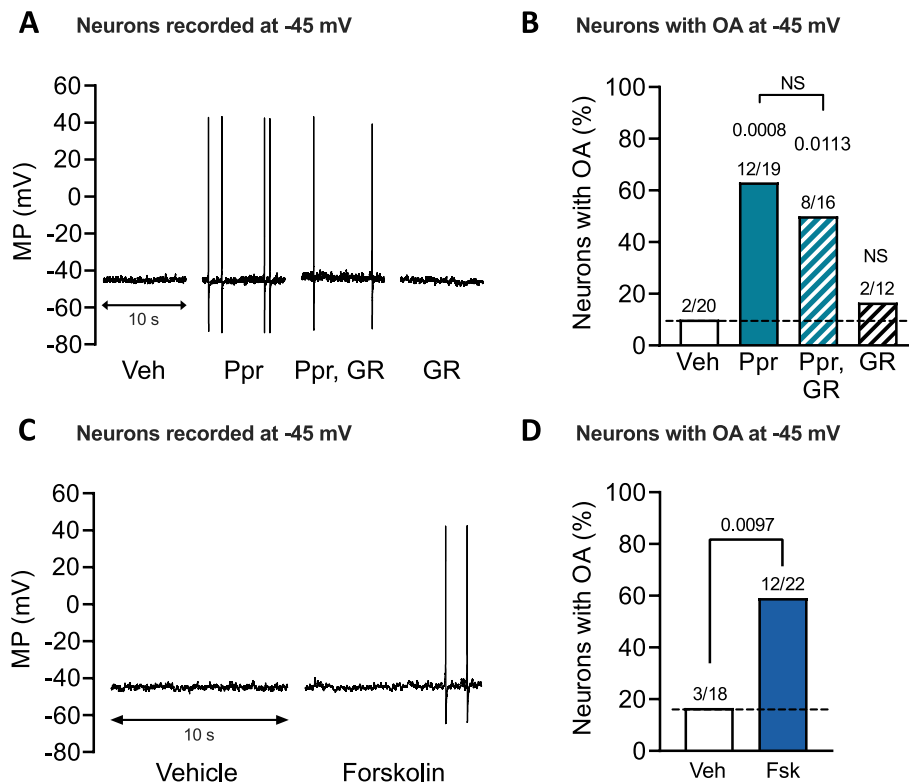 A Neurons recorded at -45 mV
MP (mV)
60
40
20
0
-20
-40
-60
-80
10 s
Veh Ppr Ppr, GR GR
B Neurons with OA at -45 mV
Neurons with OA (%)
100
80
60
40
20
0
NS
0.0008
0.0113
12/19
8/16
NS
2/20
2/12
Veh Ppr Ppr, GR
GR
C Neurons recorded at -45 mV
MP (mV)
60
40
20
0
-20
-40
-60
-80
10 s
Vehicle Forskolin
D Neurons with OA at -45 mV
Neurons with OA (%)
100
80
60
40
20
0
0.0097
12/22
3/18
Veh Fsk